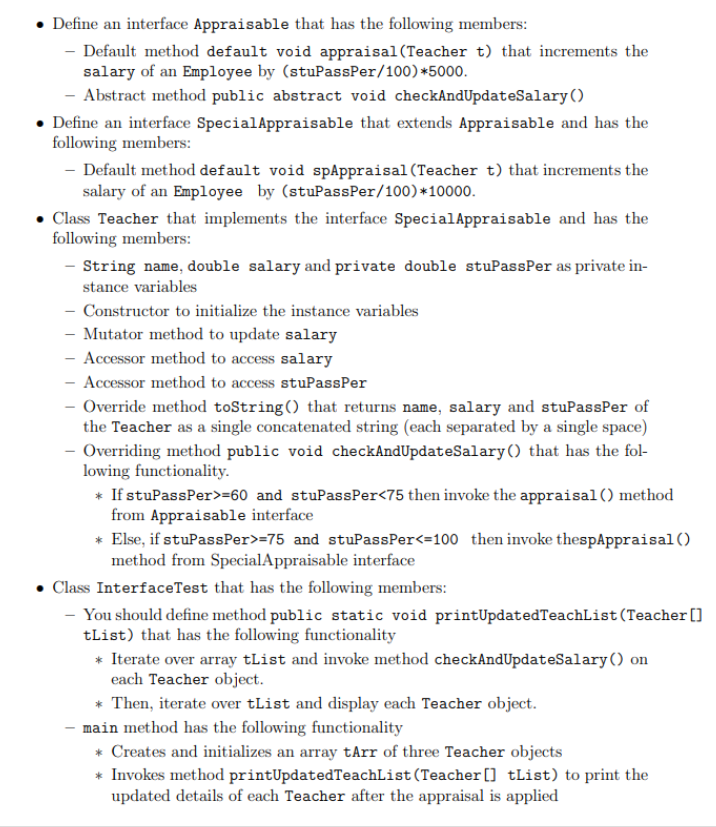 • Define an interface Appraisable that has the following members:
– Default method default void appraisal(Teacher t) that increments the
salary of an Employee by (stuPassPer/100)*5000.
– Abstract method public abstract void checkAndUpdateSalary()
• Define an interface SpecialAppraisable that extends Appraisable and has the
following members:
– Default method default void spAppraisal(Teacher t) that increments the
salary of an Employee by (stuPassPer/100)*10000.
• Class Teacher that implements the interface SpecialAppraisable and has the
following members:
– String name, double salary and private double stuPassPer as private in-
stance variables
– Constructor to initialize the instance variables
– Mutator method to update salary
– Accessor method to access salary
– Accessor method to access stuPassPer
– Override method toString() that returns name, salary and stuPassPer of
the Teacher as a single concatenated string (each separated by a single space)
– Overriding method public void checkAndUpdateSalary() that has the fol-
lowing functionality.
* If stuPassPer>=60 and stuPassPer<75 then invoke the appraisal() method
from Appraisable interface
* Else, if stuPassPer>=75 and stuPassPer<=100 then invoke thespAppraisal()
method from SpecialAppraisable interface
• Class InterfaceTest that has the following members:
– You should define method public static void printUpdatedTeachList(Teacher[]
tList) that has the following functionality
* Iterate over array tList and invoke method checkAndUpdateSalary() on
each Teacher object.
* Then, iterate over tList and display each Teacher object.
– main method has the following functionality
* Creates and initializes an array tArr of three Teacher objects
* Invokes method printUpdatedTeachList(Teacher[] tList) to print the
updated details of each Teacher after the appraisal is applied